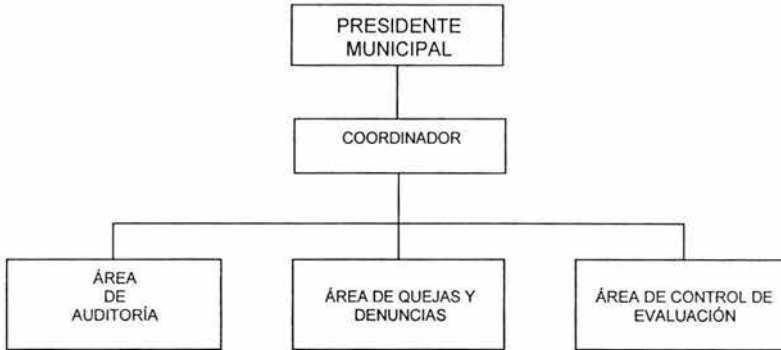 PRESIDENTE
MUNICIPAL
COORDINADOR
ÁREA
DE
AUDITORÍA
ÁREA DE QUEJAS Y
DENUNCIAS
ÁREA DE CONTROL DE
EVALUACIÓN